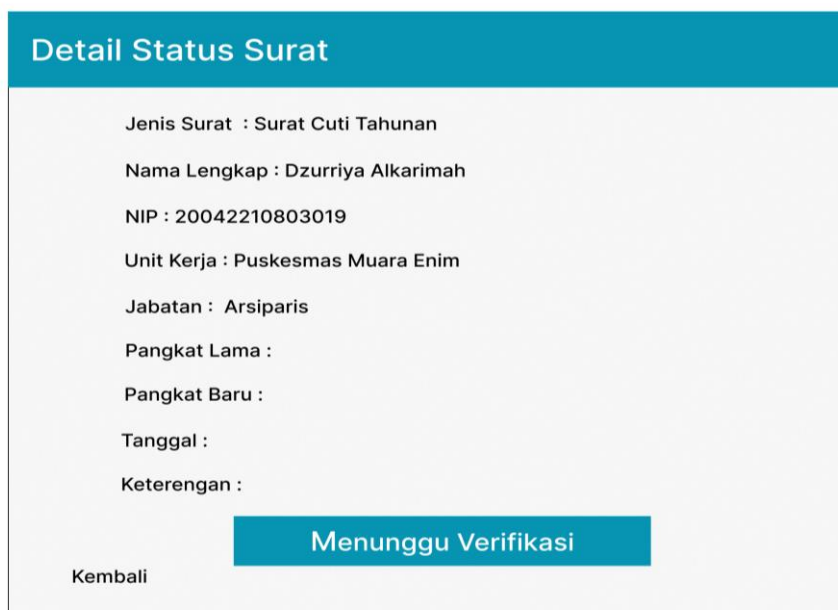 Detail Status Surat
Jenis Surat : Surat Cuti Tahunan
Nama Lengkap : Dzurriya Alkarimah
NIP : 20042210803019
Unit Kerja : Puskesmas Muara Enim
Jabatan : Arsiparis
Pangkat Lama :
Pangkat Baru :
Tanggal :
Keterengan :
Menunggu Verifikasi
Kembali